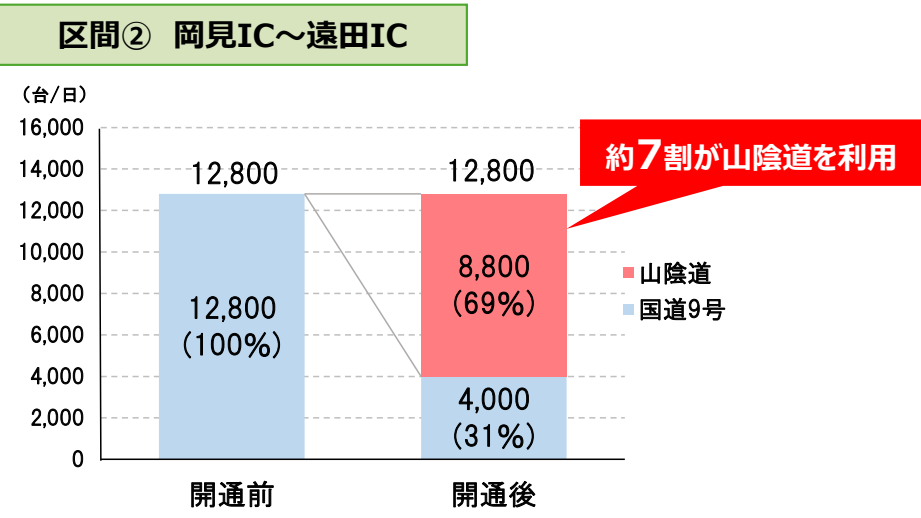 区間② 岡見IC～遠田IC
（台/日）
16,000
14,000
12,000
10,000
8,000
6,000
4,000
2,000
0
12,800
12,800
(100%)
12,800
8,800
(69%)
4,000
(31%)
開通前
開通後
約7割が山陰道を利用
山陰道
国道9号